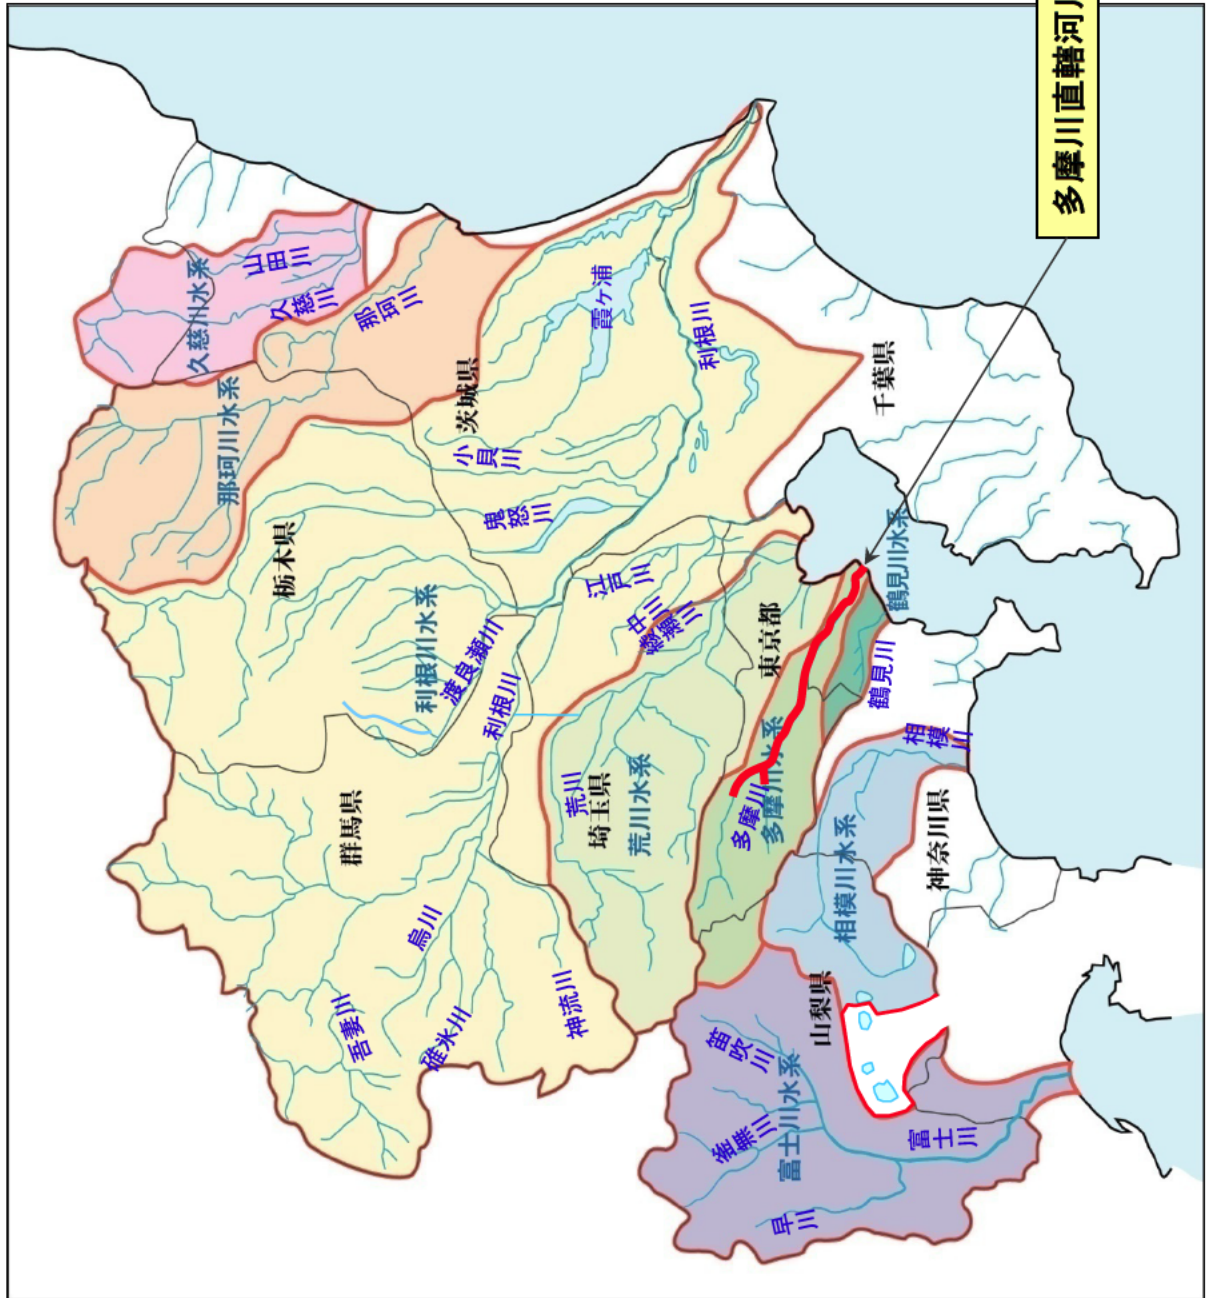 多摩川直轄河
久慈川水系
山田川
久慈川
那珂川
那珂川水系
茨城県
霞ヶ浦
利根川
千葉県
小貝川
鬼怒川
栃木県
江戸川
中川
綾瀬川
東京都
鶴見川水系
鶴見川
利根川水系
渡良瀬川
利根川
荒川
埼玉県
荒川水系
多摩川
多摩川水系
相模川
相模川水系
神奈川県
群馬県
烏川
吾妻川
碓氷川
神流川
山梨県
笛吹川
富士川水系
釜無川
富士川
早川